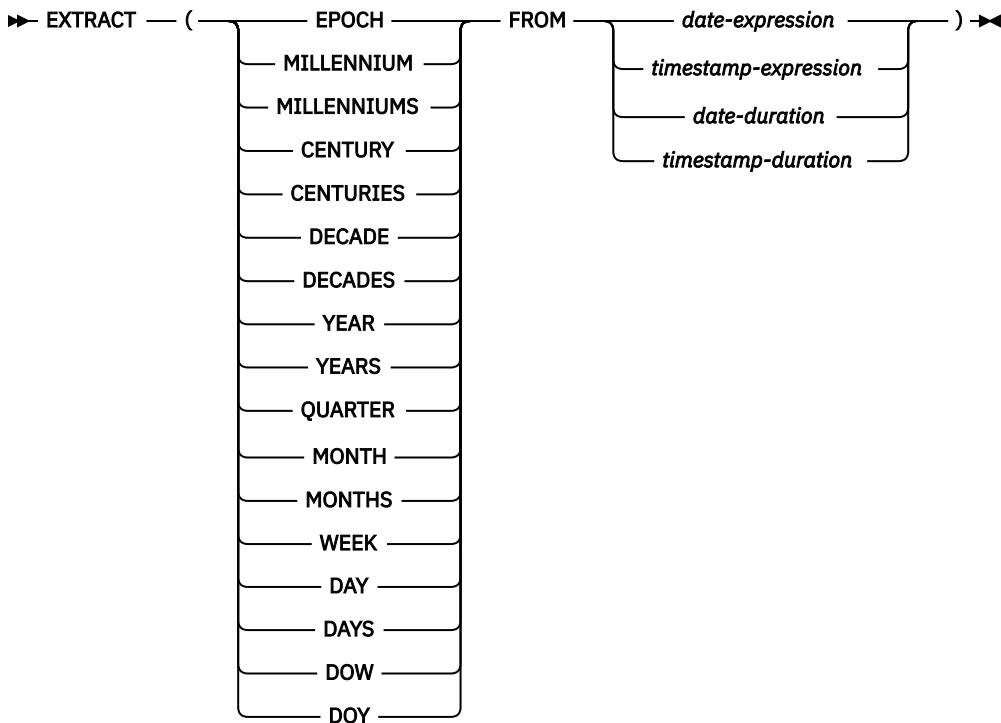 EXTRACT ( EPOCH FROM date-expression )
MILLENNIUM timestamp-expression
MILLENNIUMS date-duration
CENTURY timestamp-duration
CENTURIES
DECADE
DECADES
YEAR
YEARS
QUARTER
MONTH
MONTHS
WEEK
DAY
DAYS
DOW
DOY